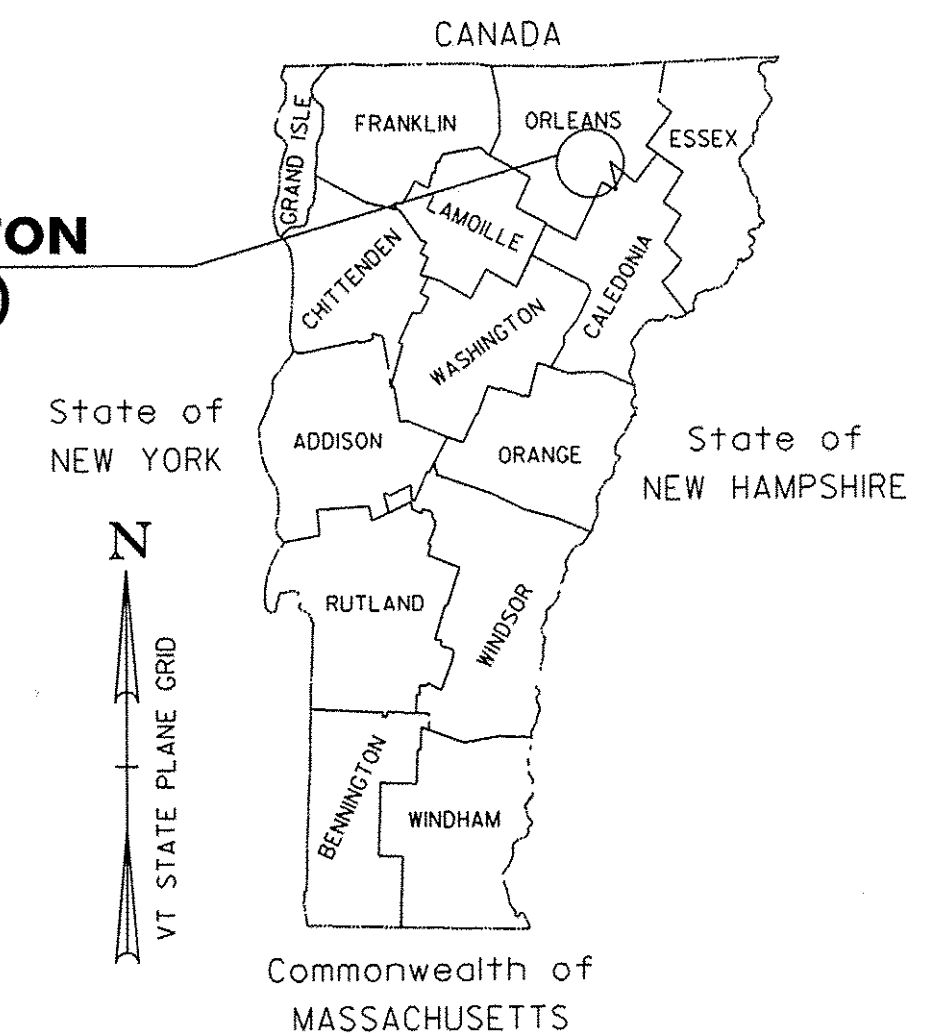 CANADA
GRAND ISLE
FRANKLIN
ORLEANS
ESSEX
TON
)
LAMOILLE
CHITTENDEN
CALEDONIA
WASHINGTON
State of
NEW YORK
ADDISON
ORANGE
State of
NEW HAMPSHIRE
N
RUTLAND
WINDSOR
VT STATE PLANE GRID
BENNINGTON
WINDHAM
Commonwealth of
MASSACHUSETTS